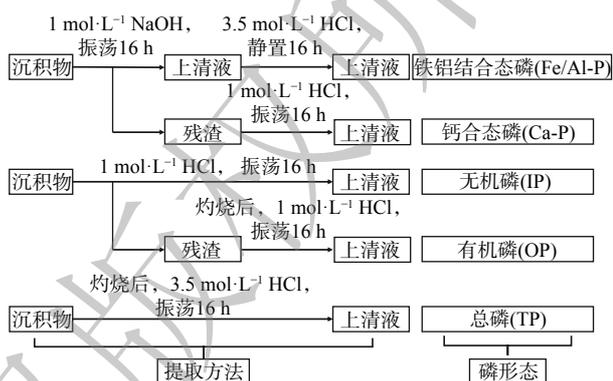 1 mol·L⁻¹ NaOH， 3.5 mol·L⁻¹ HCl，
振荡16 h 静置16 h
沉积物 上清液 上清液 铁铝结合态磷(Fe/Al-P)
1 mol·L⁻¹ HCl，
振荡16 h
残渣 上清液 钙合态磷(Ca-P)
沉积物 1 mol·L⁻¹ HCl， 振荡16 h 上清液 无机磷(IP)
灼烧后，1 mol·L⁻¹ HCl，
振荡16 h
残渣 上清液 有机磷(OP)
灼烧后，3.5 mol·L⁻¹ HCl，
振荡16 h
沉积物 上清液 总磷(TP)
提取方法 磷形态